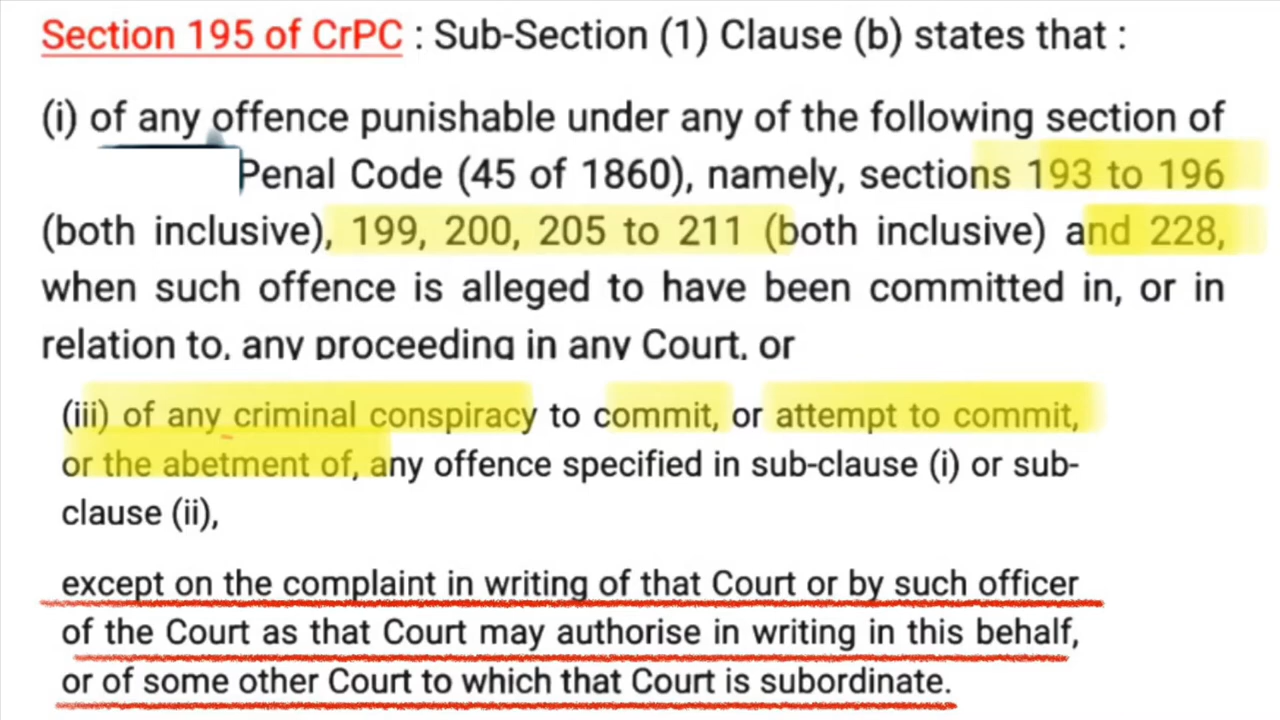 Section 195 of CrPC : Sub-Section (1) Clause (b) states that :
(i) of any offence punishable under any of the following section of
Penal Code (45 of 1860), namely, sections 193 to 196
(both inclusive), 199, 200, 205 to 211 (both inclusive) and 228,
when such offence is alleged to have been committed in, or in
relation to, any proceeding in any Court, or
(iii) of any criminal conspiracy to commit, or attempt to commit,
or the abetment of, any offence specified in sub-clause (i) or sub-
clause (ii),
except on the complaint in writing of that Court or by such officer
of the Court as that Court may authorise in writing in this behalf,
or of some other Court to which that Court is subordinate.